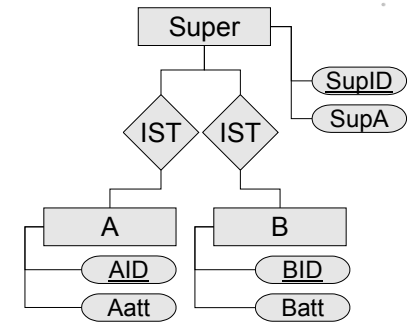 Super
SupID
SupA
IST IST
A B
AID BID
Aatt Batt